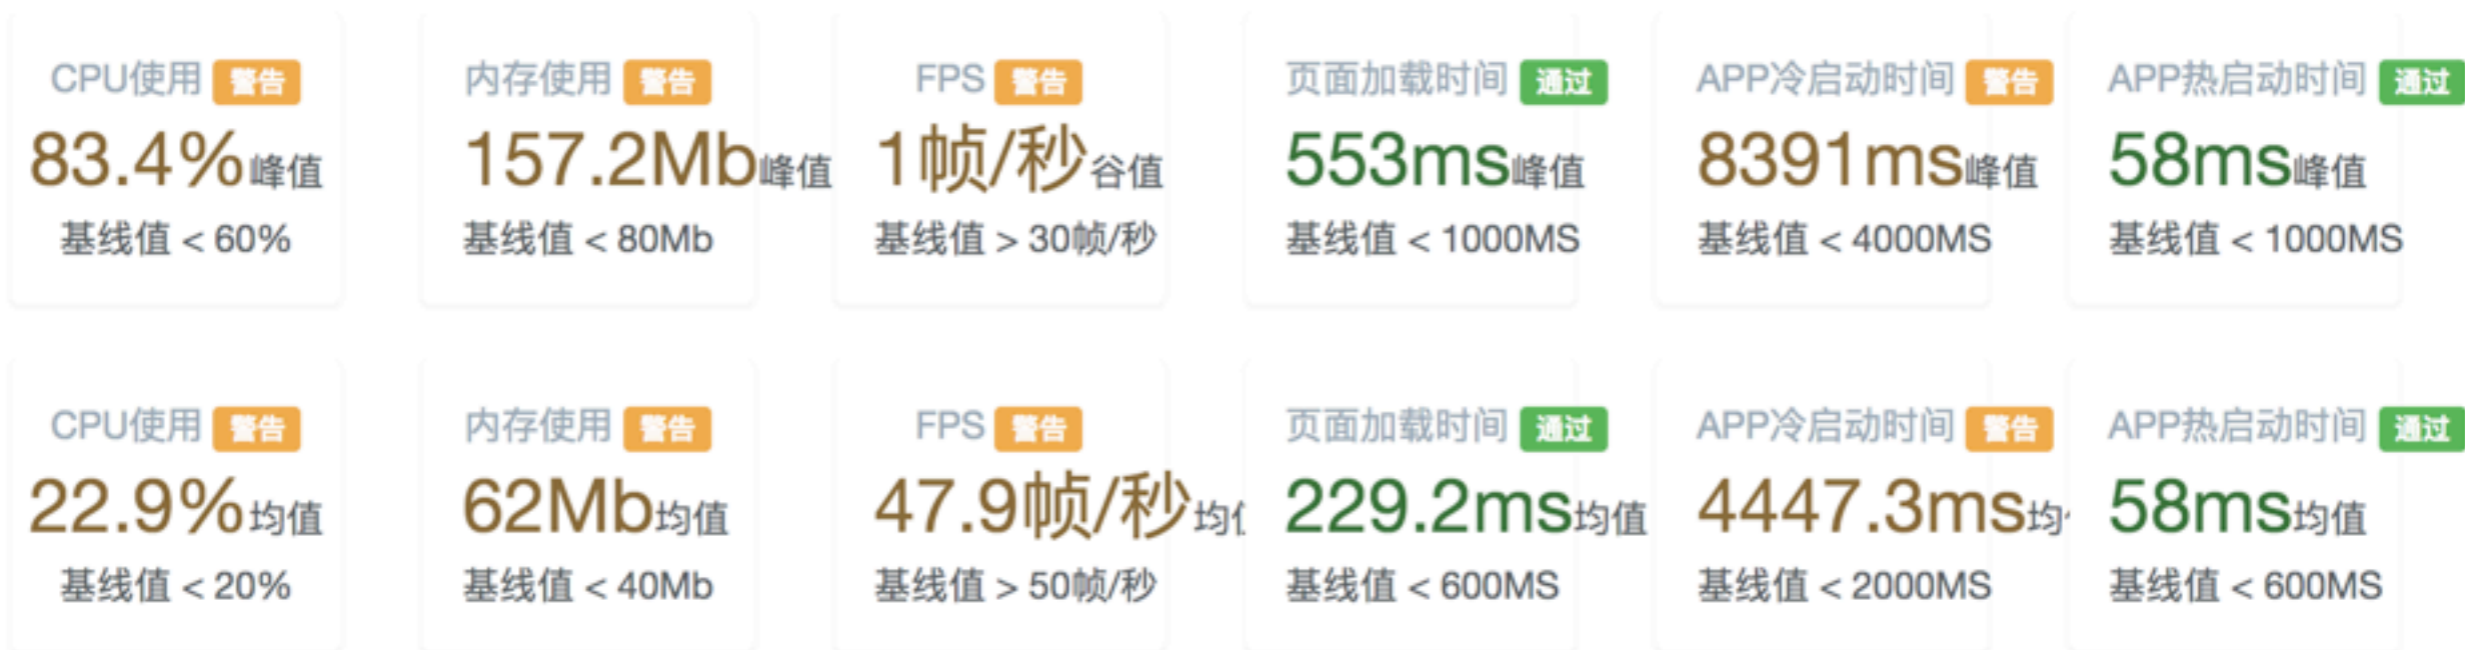 CPU使用 警告
83.4%峰值
基线值 < 60%
内存使用 警告
157.2Mb峰值
基线值 < 80Mb
FPS 警告
1帧/秒谷值
基线值 > 30帧/秒
页面加载时间 通过
553ms峰值
基线值 < 1000MS
APP冷启动时间 警告
8391ms峰值
基线值 < 4000MS
APP热启动时间 通过
58ms峰值
基线值 < 1000MS
CPU使用 警告
22.9%均值
基线值 < 20%
内存使用 警告
62Mb均值
基线值 < 40Mb
FPS 警告
47.9帧/秒均
基线值 > 50帧/秒
页面加载时间 通过
229.2ms均值
基线值 < 600MS
APP冷启动时间 警告
4447.3ms均
基线值 < 2000MS
APP热启动时间 通过
58ms均值
基线值 < 600MS